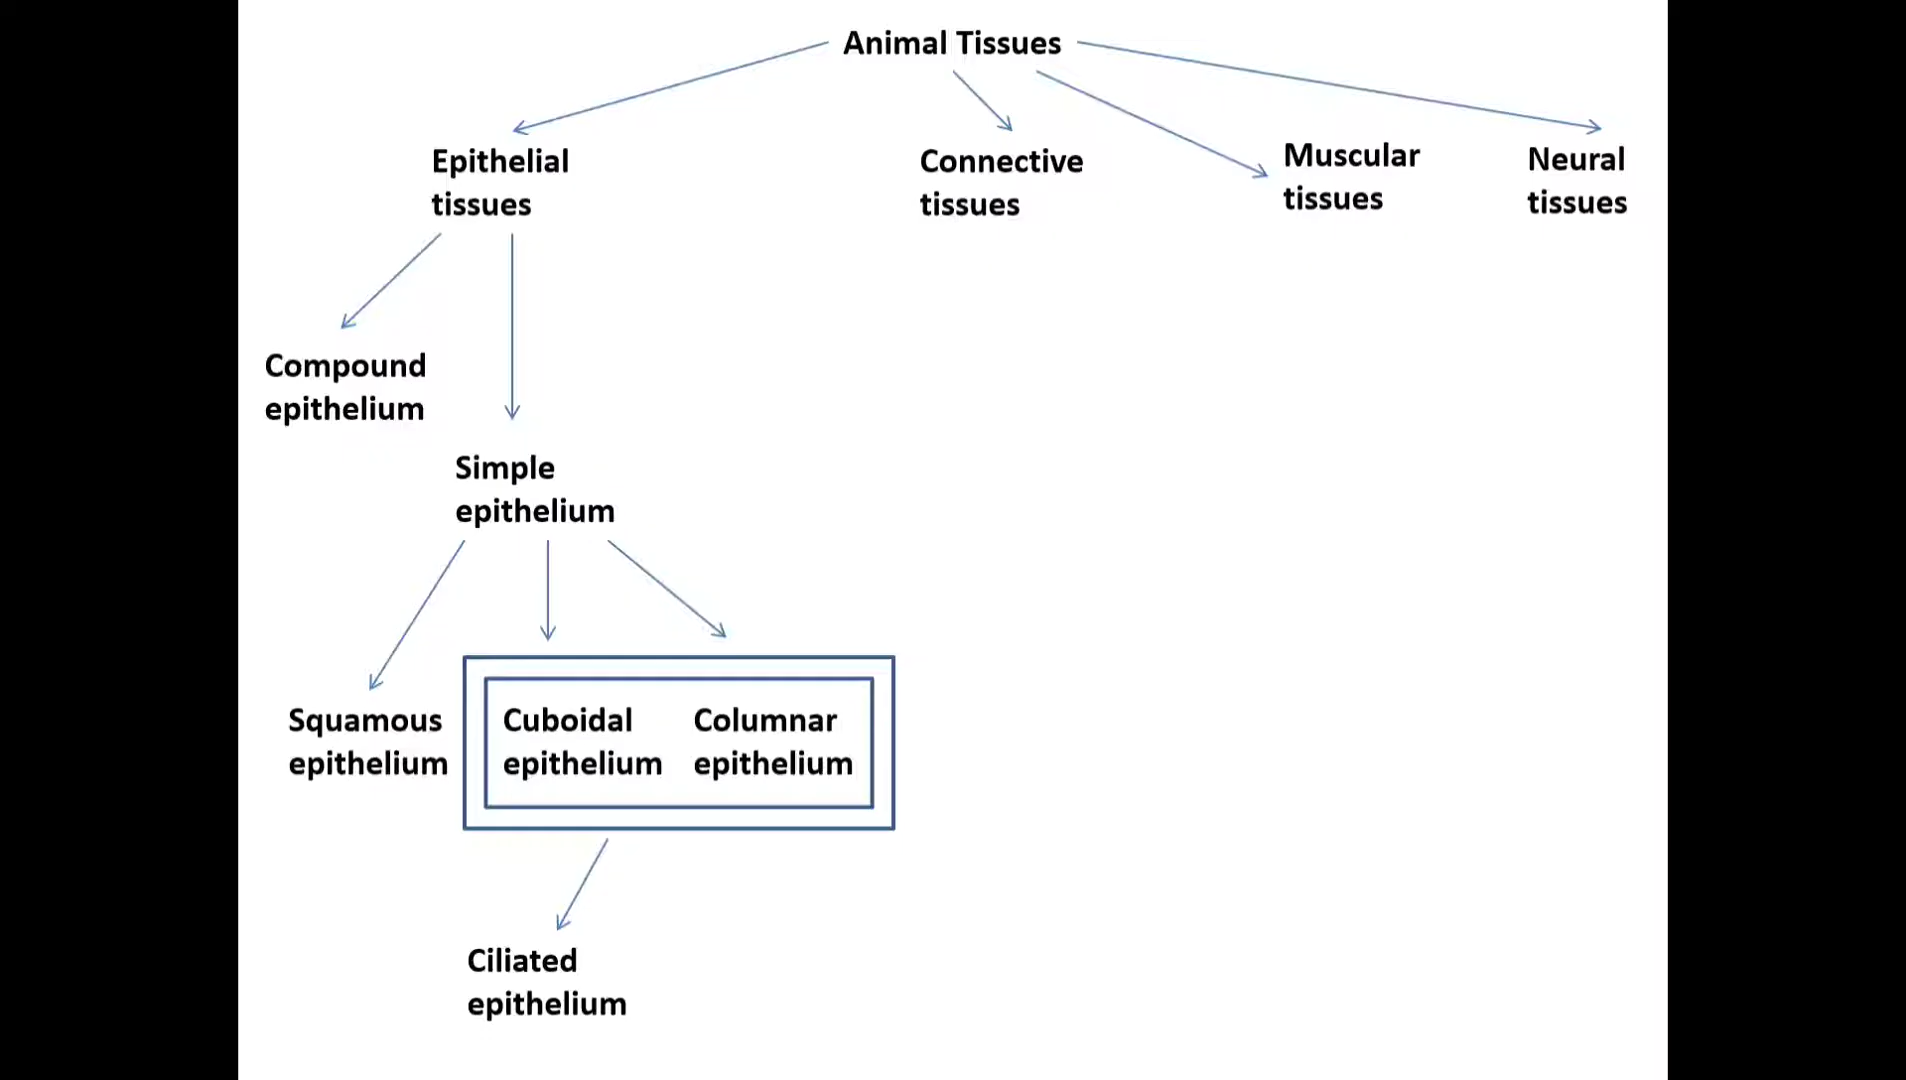 Animal Tissues
Epithelial
tissues
Connective
tissues
Muscular
tissues
Neural
tissues
Compound
epithelium
Simple
epithelium
Squamous
epithelium
Cuboidal
epithelium
Columnar
epithelium
Ciliated
epithelium